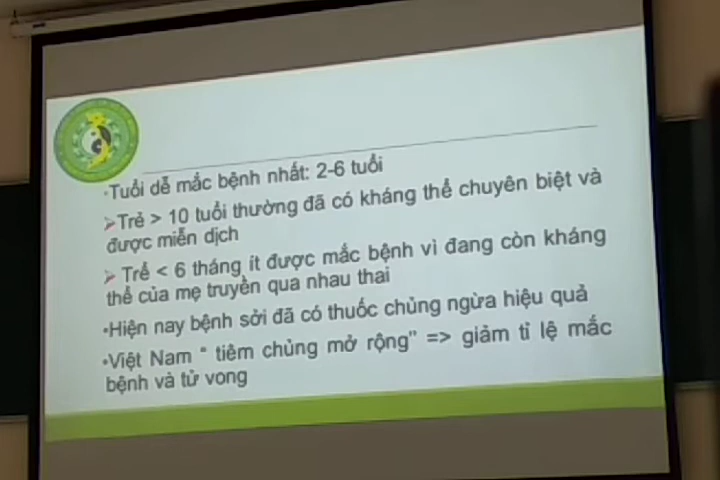 •Tuổi dễ mắc bệnh nhất: 2-6 tuổi
➢Trẻ > 10 tuổi thường đã có kháng thể chuyên biệt và
được miễn dịch
➢ Trể < 6 tháng ít được mắc bệnh vì đang còn kháng
thể của mẹ truyền qua nhau thai
•Hiện nay bệnh sởi đã có thuốc chủng ngừa hiệu quả
•Việt Nam “ tiêm chủng mở rộng” => giảm tỉ lệ mắc
bệnh và tử vong